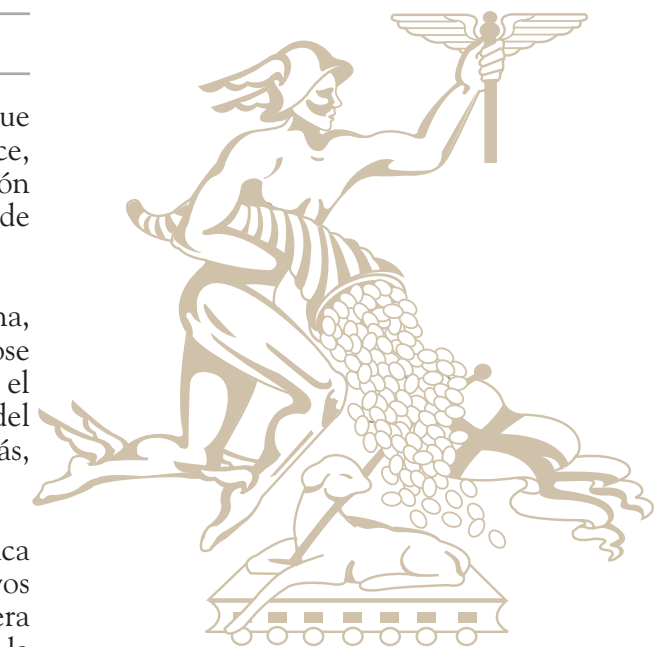 ue
ce,
ón
de
na,
ose
el
del
ás,
ca
vos
era